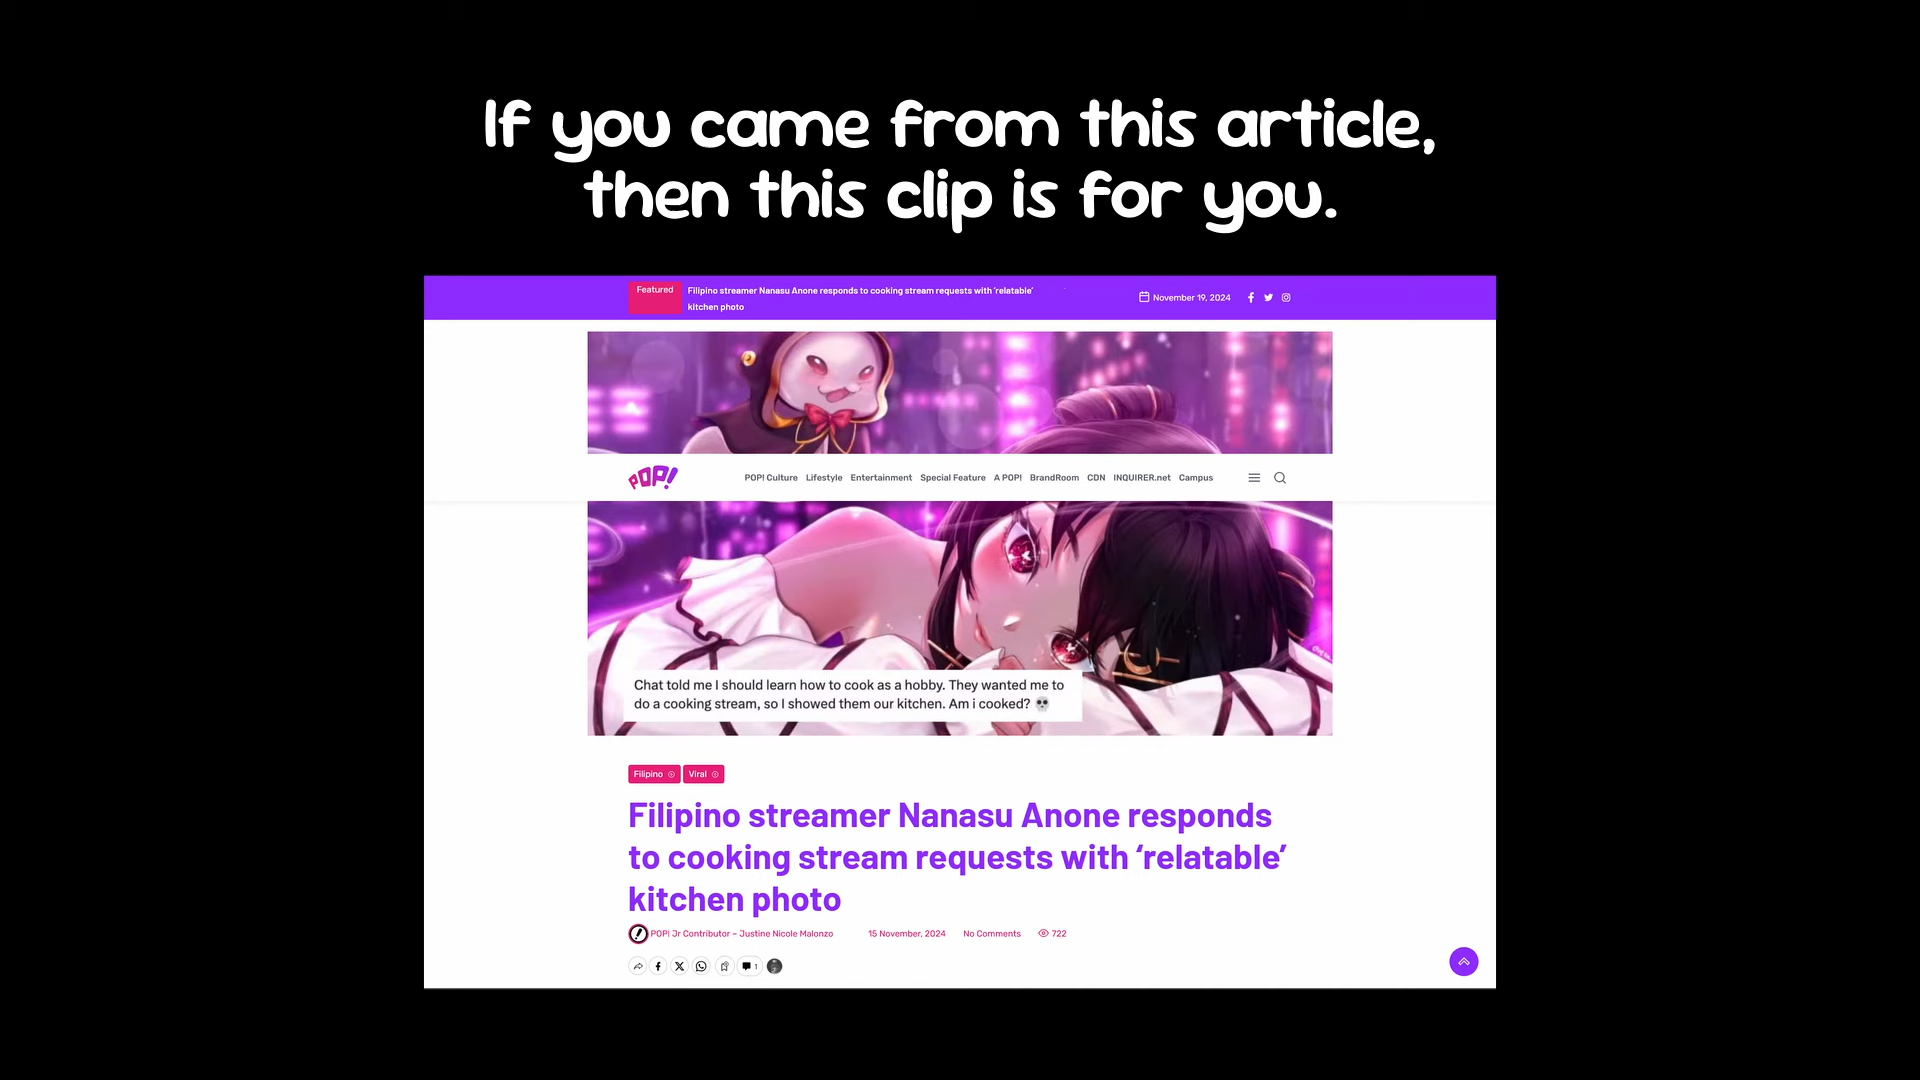 If you came from this article,
then this clip is for you.
Featured
Filipino streamer Nanasu Anone responds to cooking stream requests with ‘relatable’
kitchen photo
November 19, 2024
POP!
POP! Culture Lifestyle Entertainment Special Feature A POP! BrandRoom CDN INQUIRER.net Campus
Chat told me I should learn how to cook as a hobby. They wanted me to
do a cooking stream, so I showed them our kitchen. Am i cooked? 💀
Filipino Viral
Filipino streamer Nanasu Anone responds
to cooking stream requests with ‘relatable’
kitchen photo
POP! Jr Contributor – Justine Nicole Malonzo 15 November, 2024 No Comments 722
1